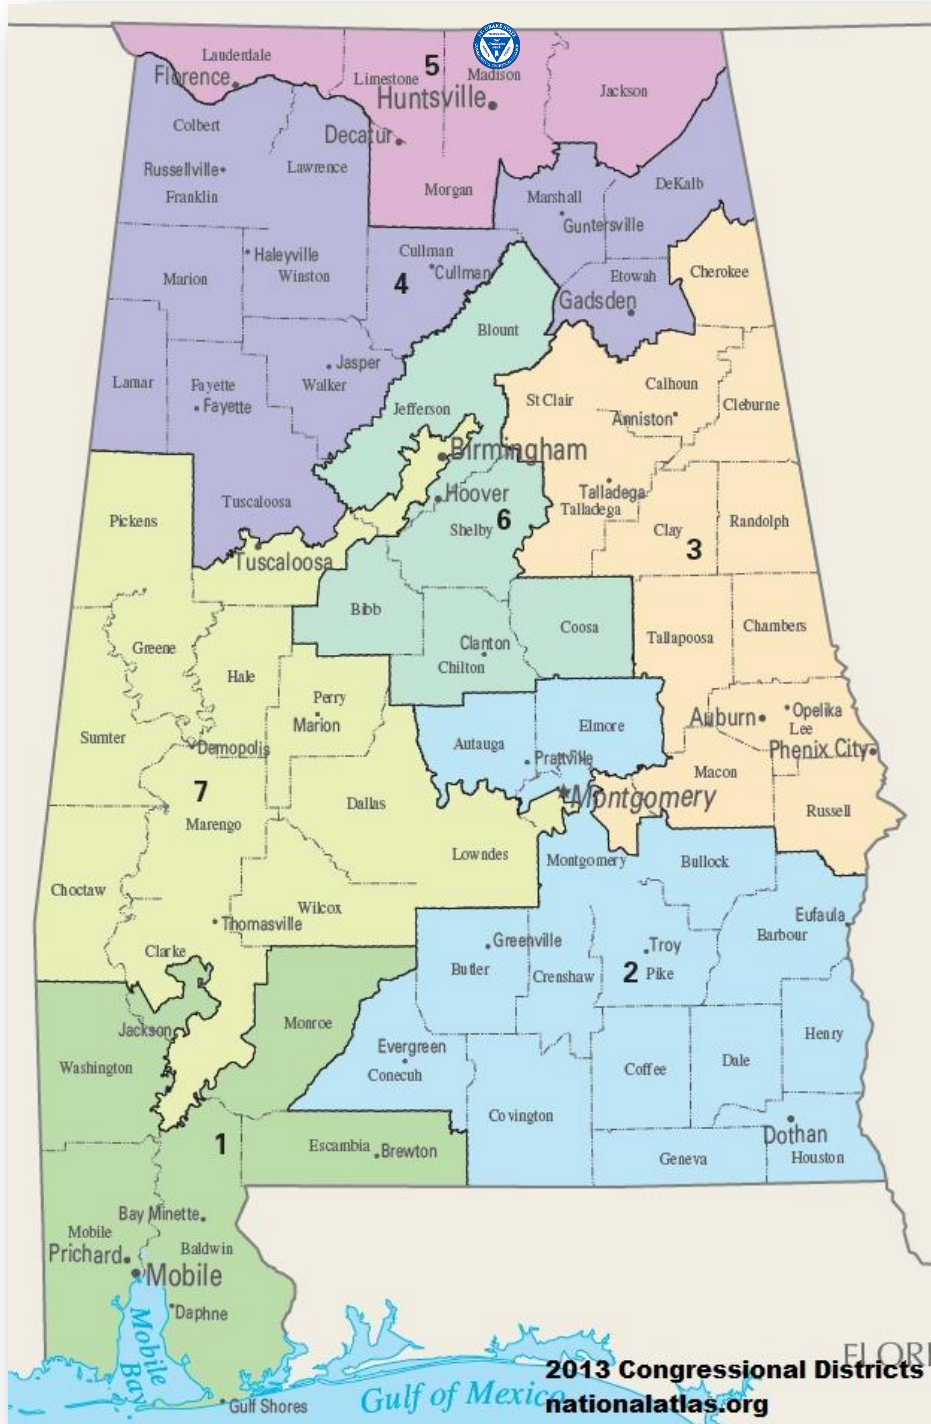 Lauderdale
5
Limestone
Madison
Florence
Huntsville
Jackson
Colbert
Decatur
Russellville
Lawrence
Franklin
Morgan
Marshall
DeKalb
Guntersville
Haleyville
Cullman
Cullman
Marion
Winston
4
Etowah
Cherokee
Gadsden
Blount
Lamar
Fayette
Fayette
Jasper
Walker
Jefferson
St Clair
Calhoun
Cleburne
Anniston
Birmingham
Hoover
Talladega
Talladega
Tuscaloosa
Pickens
Shelby
6
Clay
3
Randolph
Tuscaloosa
Bibb
Coosa
Tallapoosa
Chambers
Greene
Clanton
Chilton
Hale
Perry
Marion
Sumter
Demopolis
Autauga
Elmore
Auburn
Opelika
Lee
Phenix City
Prattville
Macon
7
Dallas
Montgomery
Russell
Marengo
Lowndes
Montgomery
Bullock
Choctaw
Wilcox
Thomasville
Eufaula
Barbour
Clarke
Greenville
Troy
Butler
Crenshaw
2
Pike
Jackson
Monroe
Henry
Washington
Evergreen
Conecuh
Coffee
Dale
Covington
Dothan
1
Escambia
Brewton
Geneva
Houston
Bay Minette
Mobile
Baldwin
Prichard
Mobile
Daphne
Mobile
Bay
FLORI
2013 Congressional Districts
Gulf of Mexico
nationalatlas.org
Gulf Shores